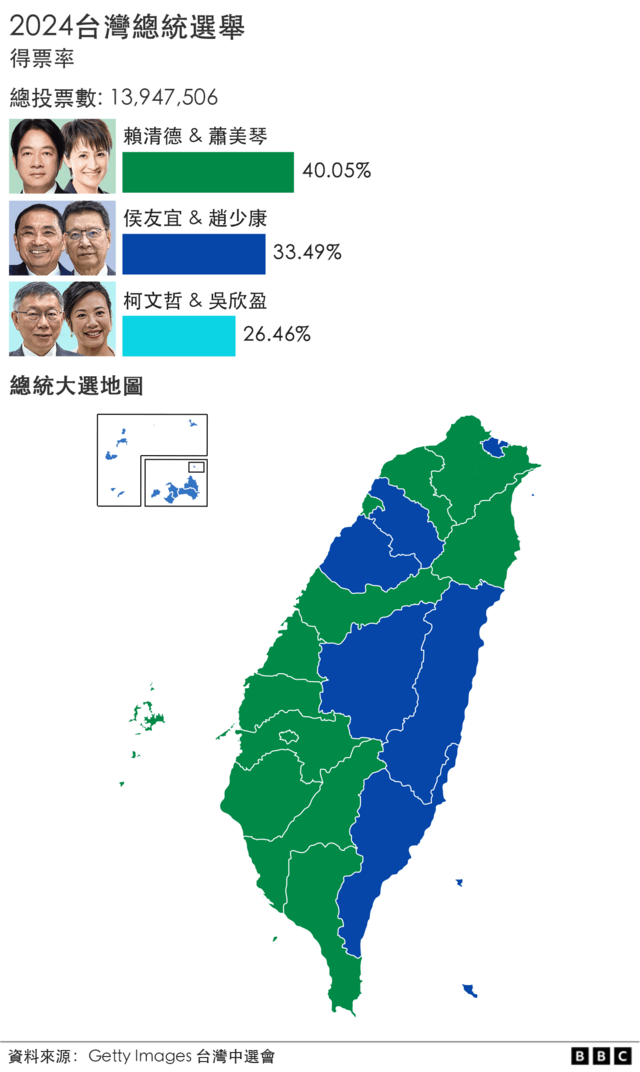 2024台灣總統選舉
得票率
總投票數: 13,947,506
賴清德 & 蕭美琴
40.05%
侯友宜 & 趙少康
33.49%
柯文哲 & 吳欣盈
26.46%
總統大選地圖
資料來源: Getty Images 台灣中選會
BBC